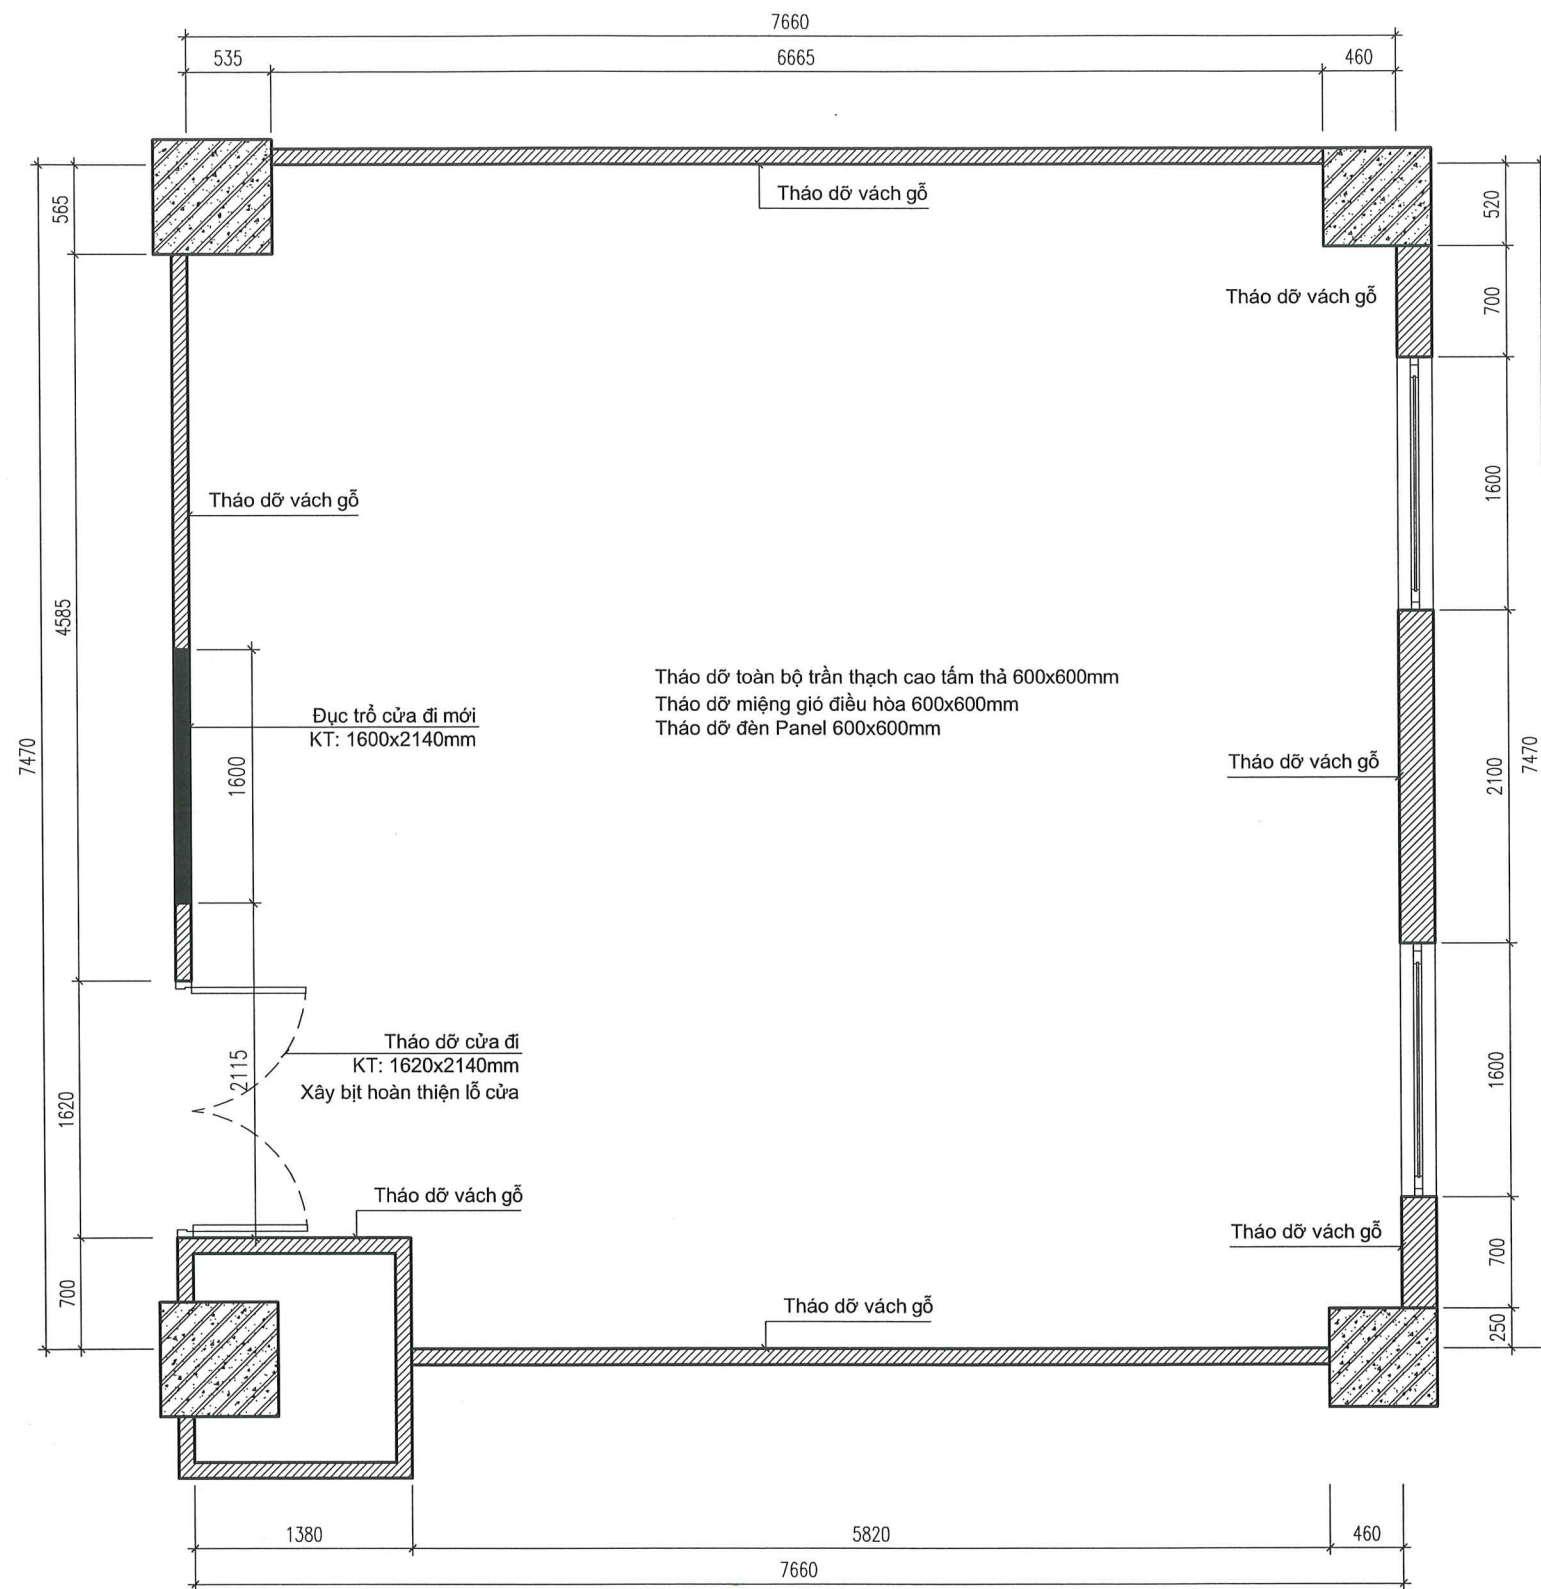 7660
535
6665
460
565
Tháo dỡ vách gỗ
520
Tháo dỡ vách gỗ
700
Tháo dỡ vách gỗ
1600
4585
Tháo dỡ toàn bộ trần thạch cao tấm thả 600x600mm
Tháo dỡ miệng gió điều hòa 600x600mm
Tháo dỡ đèn Panel 600x600mm
Đục trổ cửa đi mới
KT: 1600x2140mm
7470
1600
Tháo dỡ vách gỗ
2100
7470
Tháo dỡ cửa đi
KT: 1620x2140mm
Xây bịt hoàn thiện lỗ cửa
2115
1620
1600
Tháo dỡ vách gỗ
Tháo dỡ vách gỗ
700
700
Tháo dỡ vách gỗ
250
1380
5820
460
7660